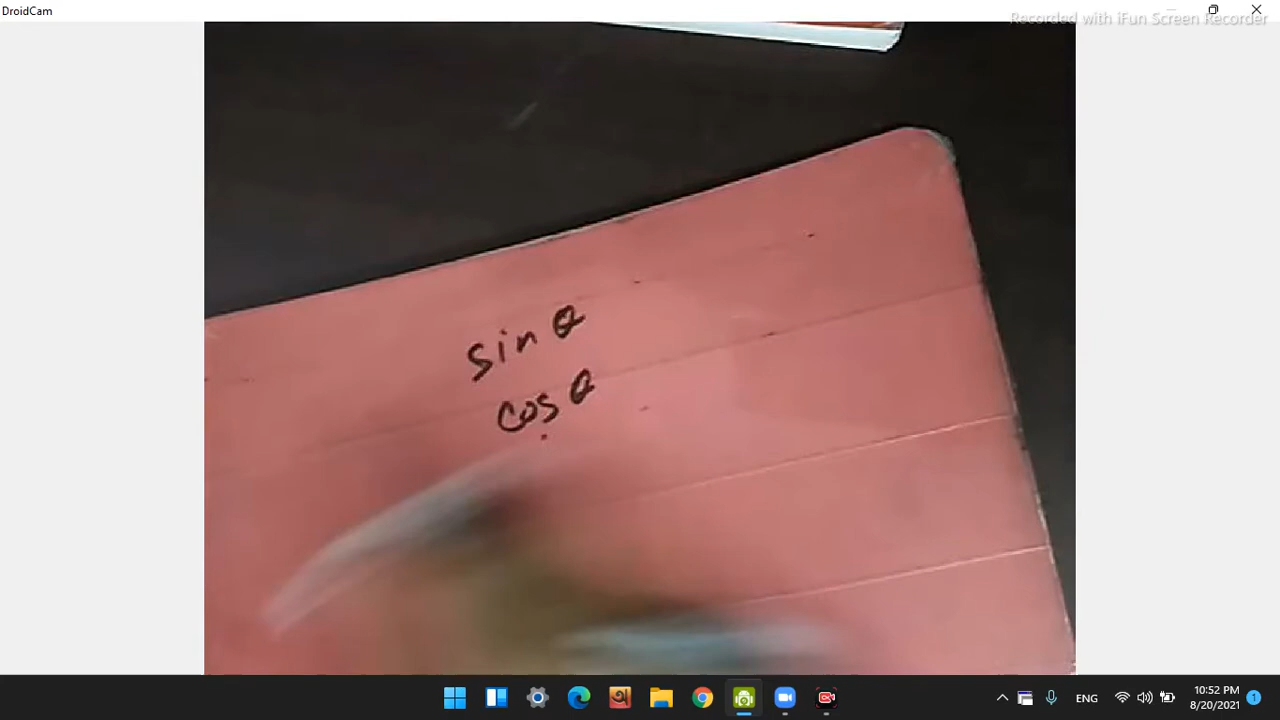 DroidCam
Recorded with iFun Screen Recorder
sin θ
cos θ
ENG
10:52 PM
8/20/2021
1